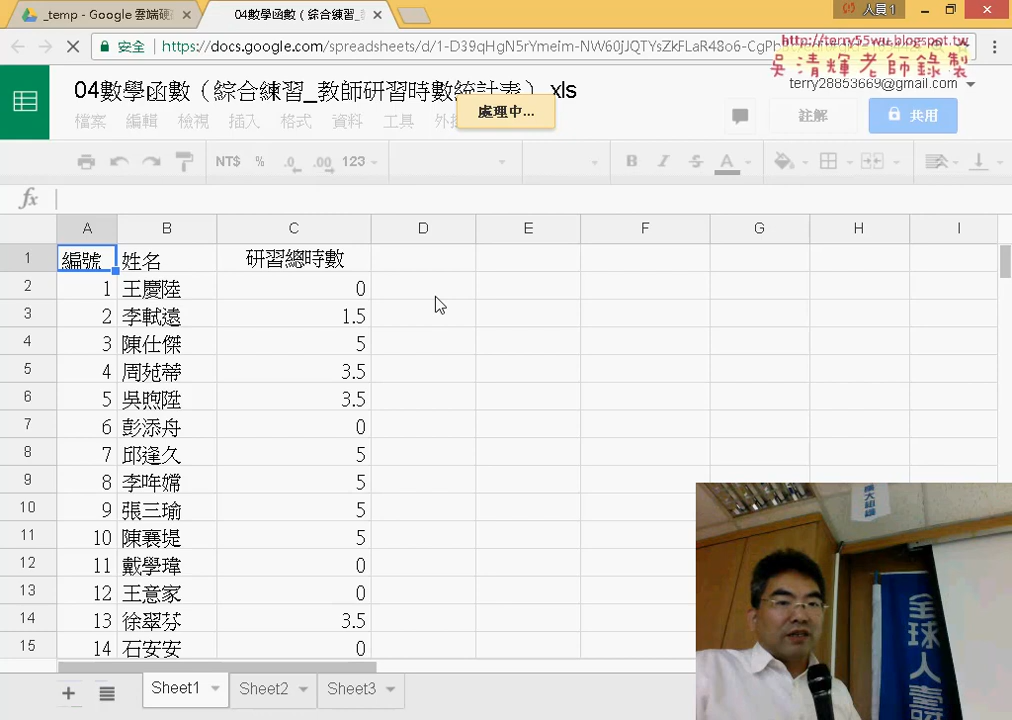 _temp - Google 雲端硬
04數學函數（綜合練習_
人員 1
安全
https://docs.google.com/spreadsheets/d/1-D39qHgN5rYmeim-NW60jJQTYsZkFLaR48o6-CgPh
http://terry55wu.blogspot.tw
吳清輝老師錄製
terry28853669@gmail.com
04數學函數（綜合練習_教師研習時數統計表）.xls
處理中...
檔案 編輯 檢視 插入 格式 資料 工具 外掛
註解
共用
NT$ % .0 .00 123
B I S A
fx
A B C D E F G H I
1 編號 姓名 研習總時數
2 1 王慶陸 0
3 2 李軾遠 1.5
4 3 陳仕傑 5
5 4 周苑蒂 3.5
6 5 吳煦陞 3.5
7 6 彭添舟 0
8 7 邱逢久 5
9 8 李哖嫦 5
10 9 張三瑜 5
11 10 陳襄堤 5
12 11 戴學瑋 0
13 12 王意家 0
14 13 徐翠芬 3.5
15 14 石安安 0
全球人壽
Sheet1 Sheet2 Sheet3